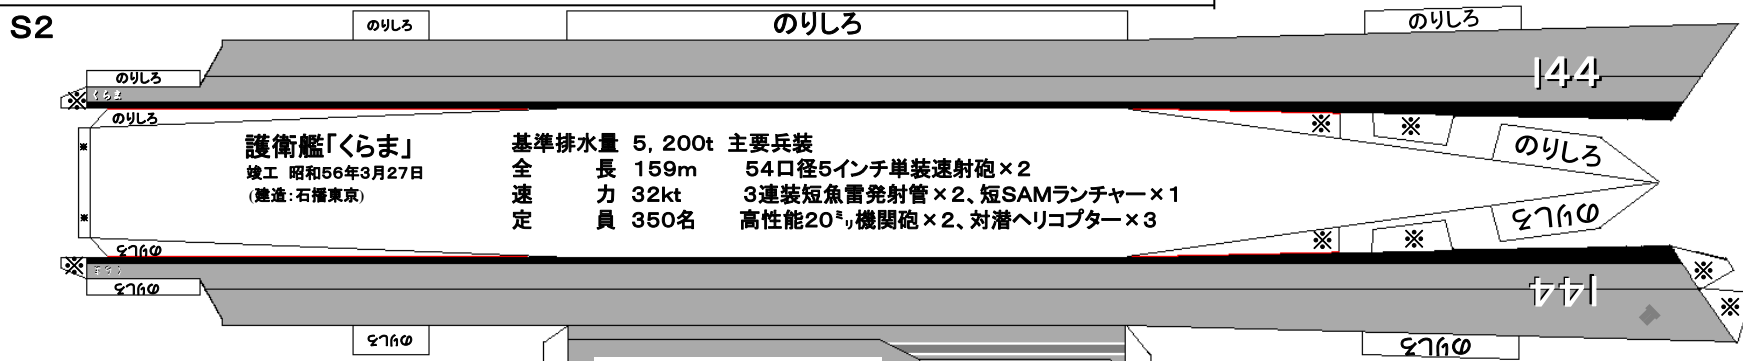 S2
のりしろ
のりしろ
のりしろ
のりしろ
144
※
くらま
のりしろ
※
※
※
のりしろ
護衛艦「くらま」
竣工 昭和56年3月27日
(建造:石播東京)
基準排水量 5,200t 主要兵装
全長 159m 54口径5インチ単装速射砲×2
速力 32kt 3連装短魚雷発射管×2、短SAMランチャー×1
定員 350名 高性能20㍉機関砲×2、対潜ヘリコプター×3
※
のりしろ
※
※
のりしろ
※
※
のりしろ
144
※
のりしろ
のりしろ